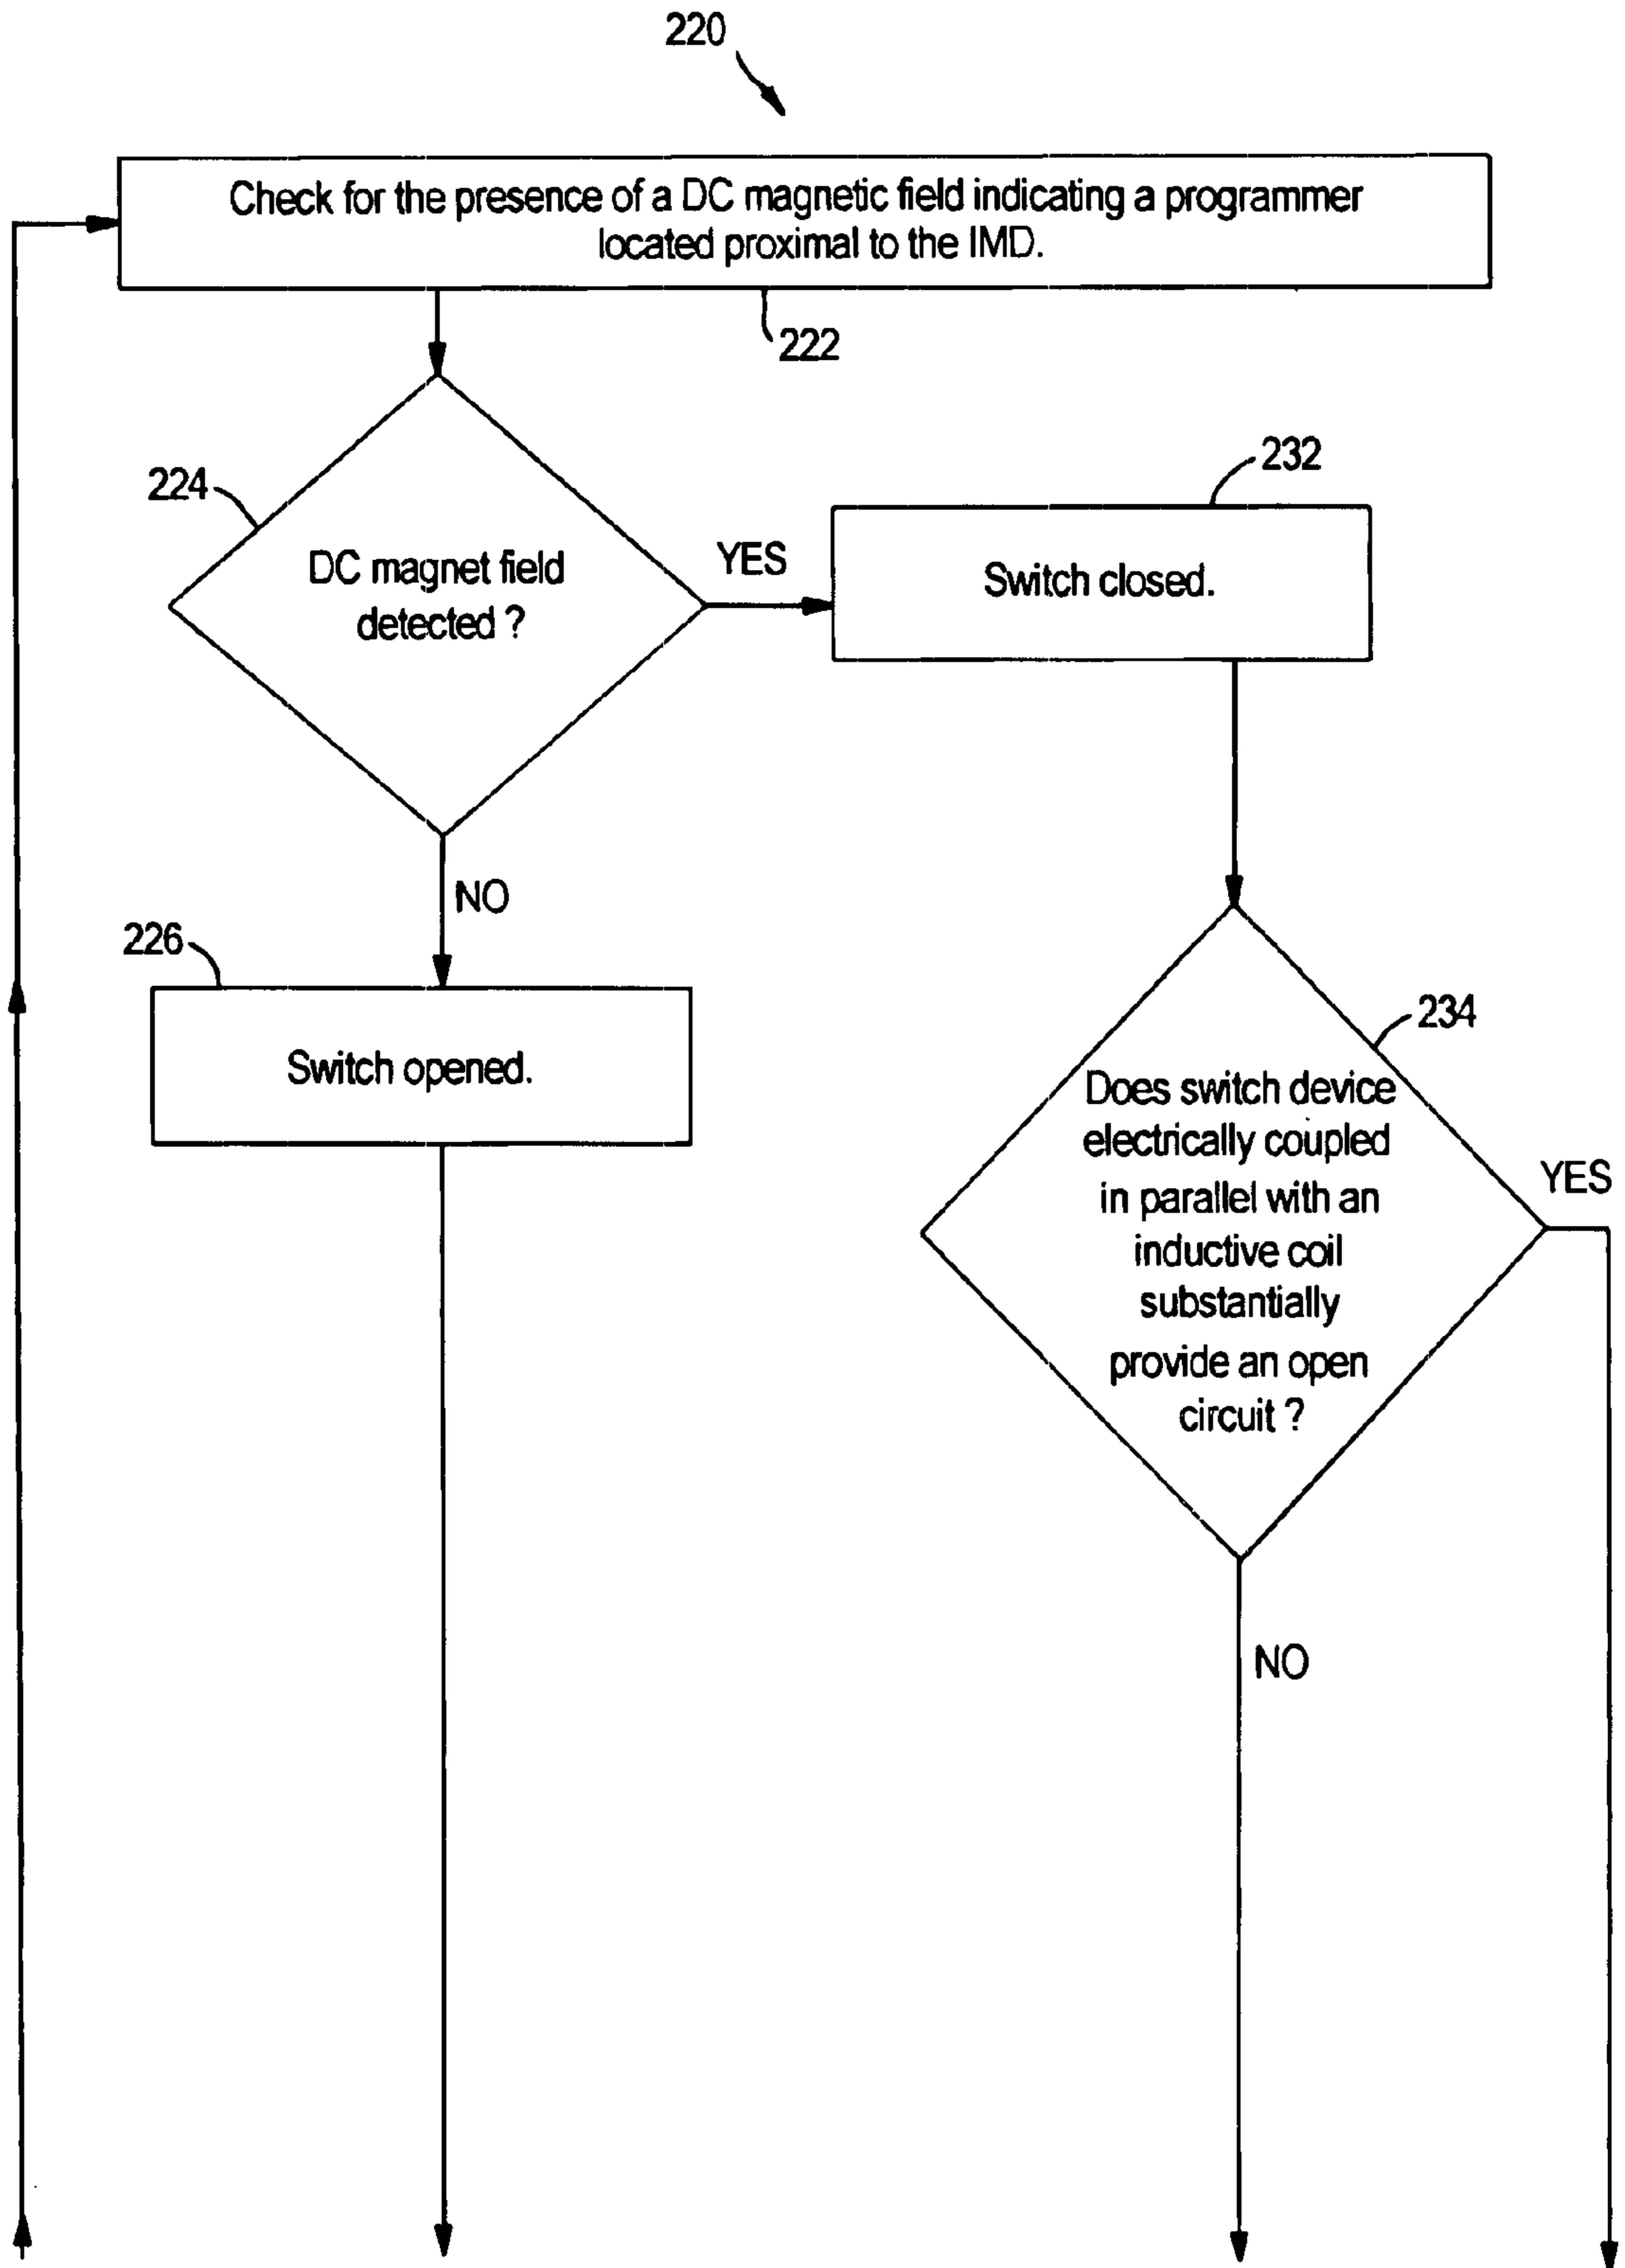 220
Check for the presence of a DC magnetic field indicating a programmer
located proximal to the IMD.
222
224
DC magnet field
detected ?
YES
232
Switch closed.
NO
226
Switch opened.
234
Does switch device
electrically coupled
in parallel with an
inductive coil
substantially
provide an open
circuit ?
YES
NO